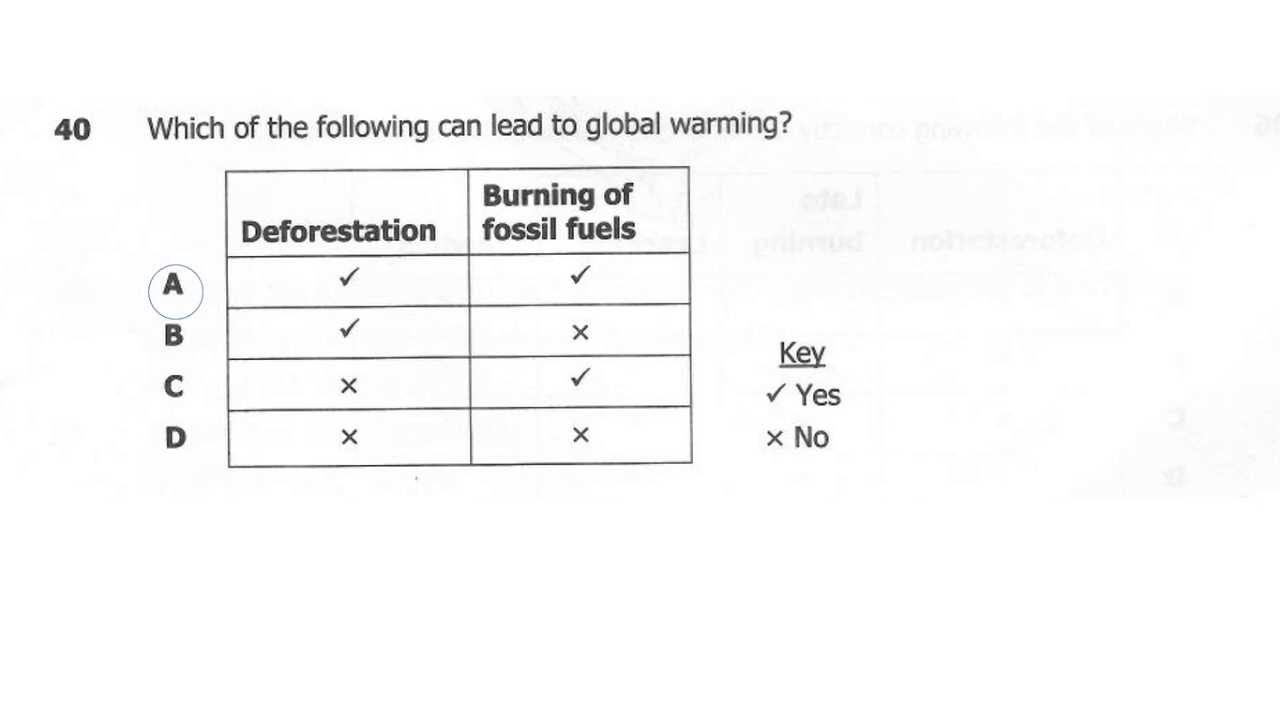 40 Which of the following can lead to global warming?
Deforestation Burning of
fossil fuels
A ✓ ✓
B ✓ ×
C × ✓
D × ×
Key
✓ Yes
× No